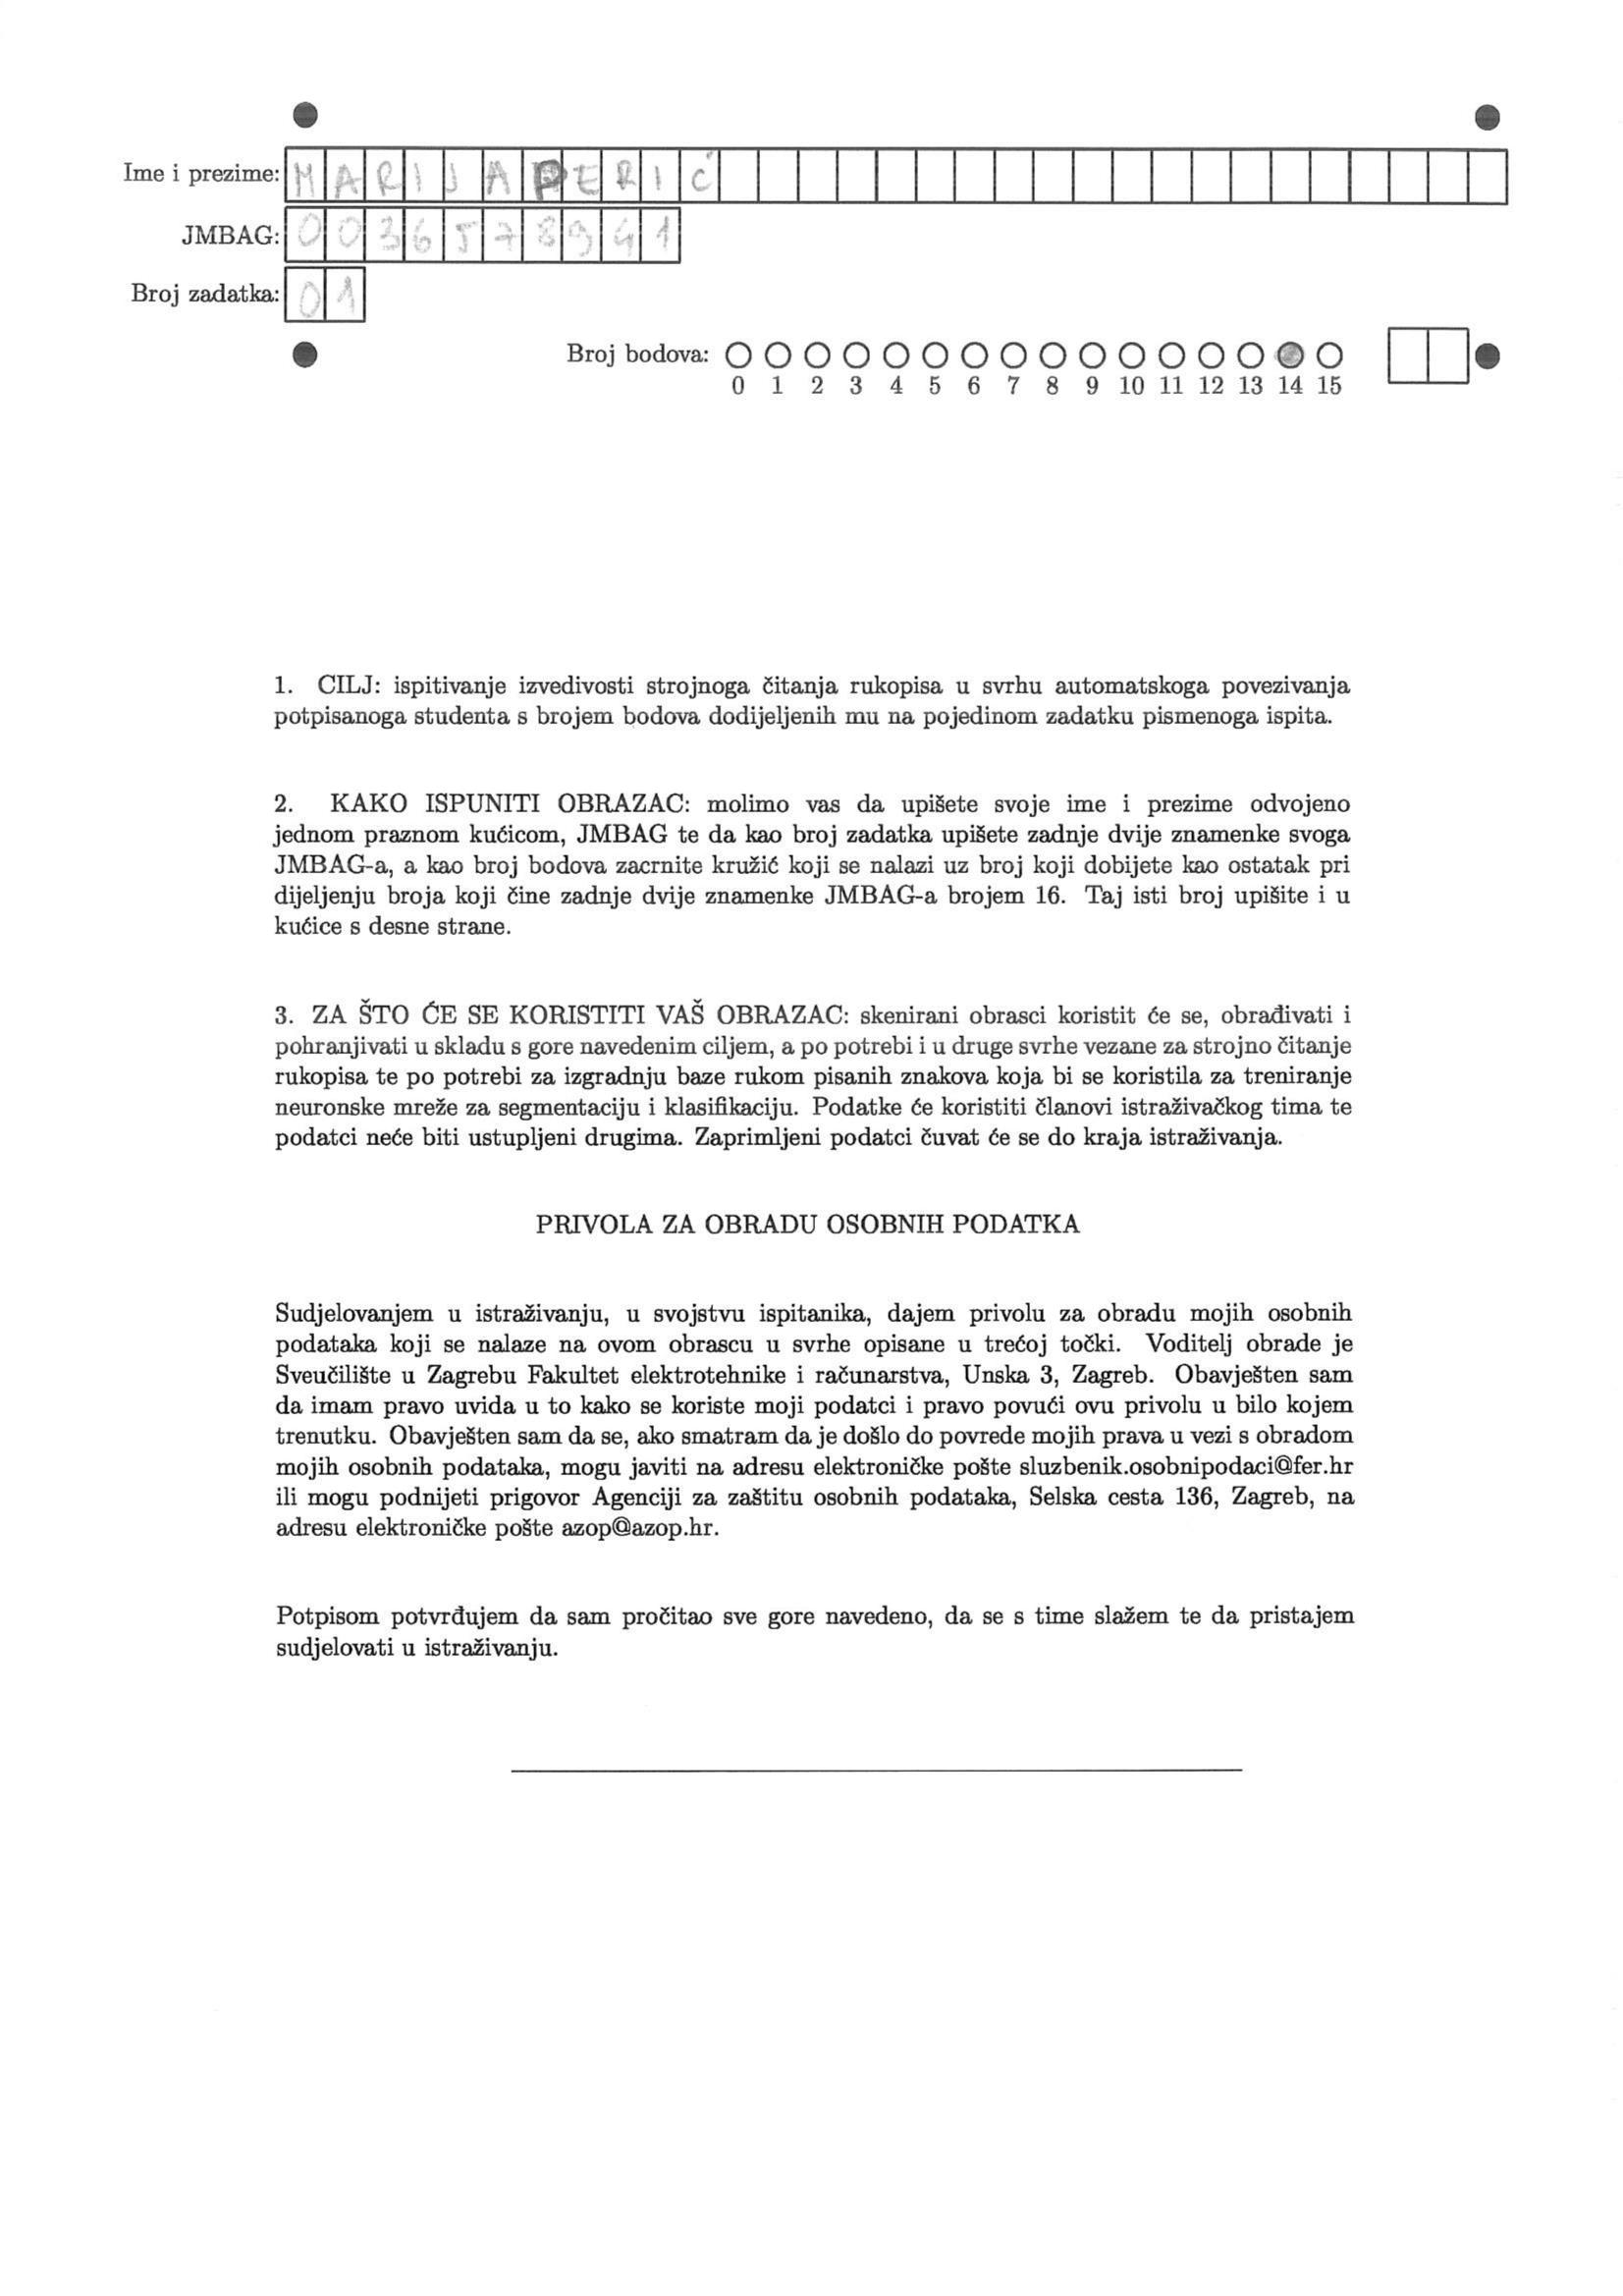 Ime i prezime: MARIJAPERIĆ
JMBAG: 0036578941
Broj zadatka: 01
Broj bodova:
0 1 2 3 4 5 6 7 8 9 10 11 12 13 14 15
1. CILJ: ispitivanje izvedivosti strojnoga čitanja rukopisa u svrhu automatskoga povezivanja
potpisanoga studenta s brojem bodova dodijeljenih mu na pojedinom zadatku pismenoga ispita.
2. KAKO ISPUNITI OBRAZAC: molimo vas da upišete svoje ime i prezime odvojeno
jednom praznom kućicom, JMBAG te da kao broj zadatka upišete zadnje dvije znamenke svoga
JMBAG-a, a kao broj bodova zacrnite kružić koji se nalazi uz broj koji dobijete kao ostatak pri
dijeljenju broja koji čine zadnje dvije znamenke JMBAG-a brojem 16. Taj isti broj upišite i u
kućice s desne strane.
3. ZA ŠTO ĆE SE KORISTITI VAŠ OBRAZAC: skenirani obrasci koristit će se, obrađivati i
pohranjivati u skladu s gore navedenim ciljem, a po potrebi i u druge svrhe vezane za strojno čitanje
rukopisa te po potrebi za izgradnju baze rukom pisanih znakova koja bi se koristila za treniranje
neuronske mreže za segmentaciju i klasifikaciju. Podatke će koristiti članovi istraživačkog tima te
podatci neće biti ustupljeni drugima. Zaprimljeni podatci čuvat će se do kraja istraživanja.
PRIVOLA ZA OBRADU OSOBNIH PODATKA
Sudjelovanjem u istraživanju, u svojstvu ispitanika, dajem privolu za obradu mojih osobnih
podataka koji se nalaze na ovom obrascu u svrhe opisane u trećoj točki. Voditelj obrade je
Sveučilište u Zagrebu Fakultet elektrotehnike i računarstva, Unska 3, Zagreb. Obavješten sam
da imam pravo uvida u to kako se koriste moji podatci i pravo povući ovu privolu u bilo kojem
trenutku. Obavješten sam da se, ako smatram da je došlo do povrede mojih prava u vezi s obradom
mojih osobnih podataka, mogu javiti na adresu elektroničke pošte sluzbenik.osobnipodaci@fer.hr
ili mogu podnijeti prigovor Agenciji za zaštitu osobnih podataka, Selska cesta 136, Zagreb, na
adresu elektroničke pošte azop@azop.hr.
Potpisom potvrđujem da sam pročitao sve gore navedeno, da se s time slažem te da pristajem
sudjelovati u istraživanju.